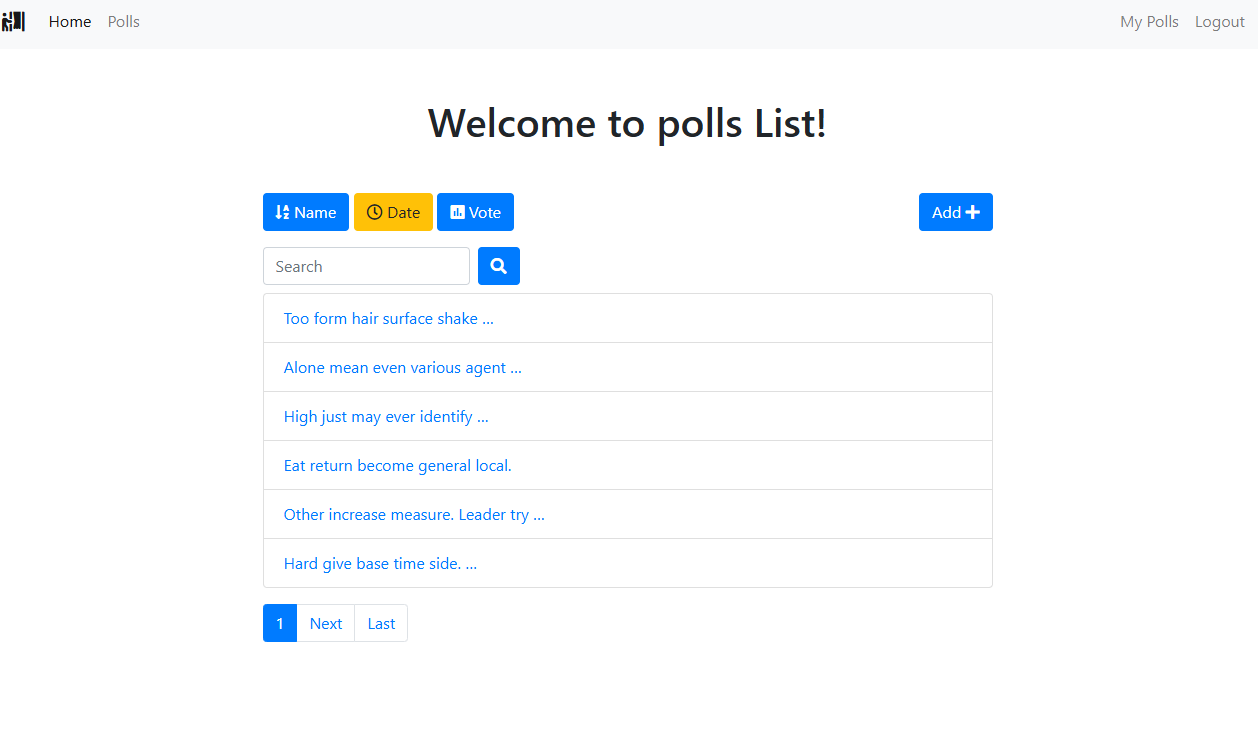 Home Polls My Polls Logout
Welcome to polls List!
Name Date Vote Add
Search
Too form hair surface shake ...
Alone mean even various agent ...
High just may ever identify ...
Eat return become general local.
Other increase measure. Leader try ...
Hard give base time side. ...
1 Next Last